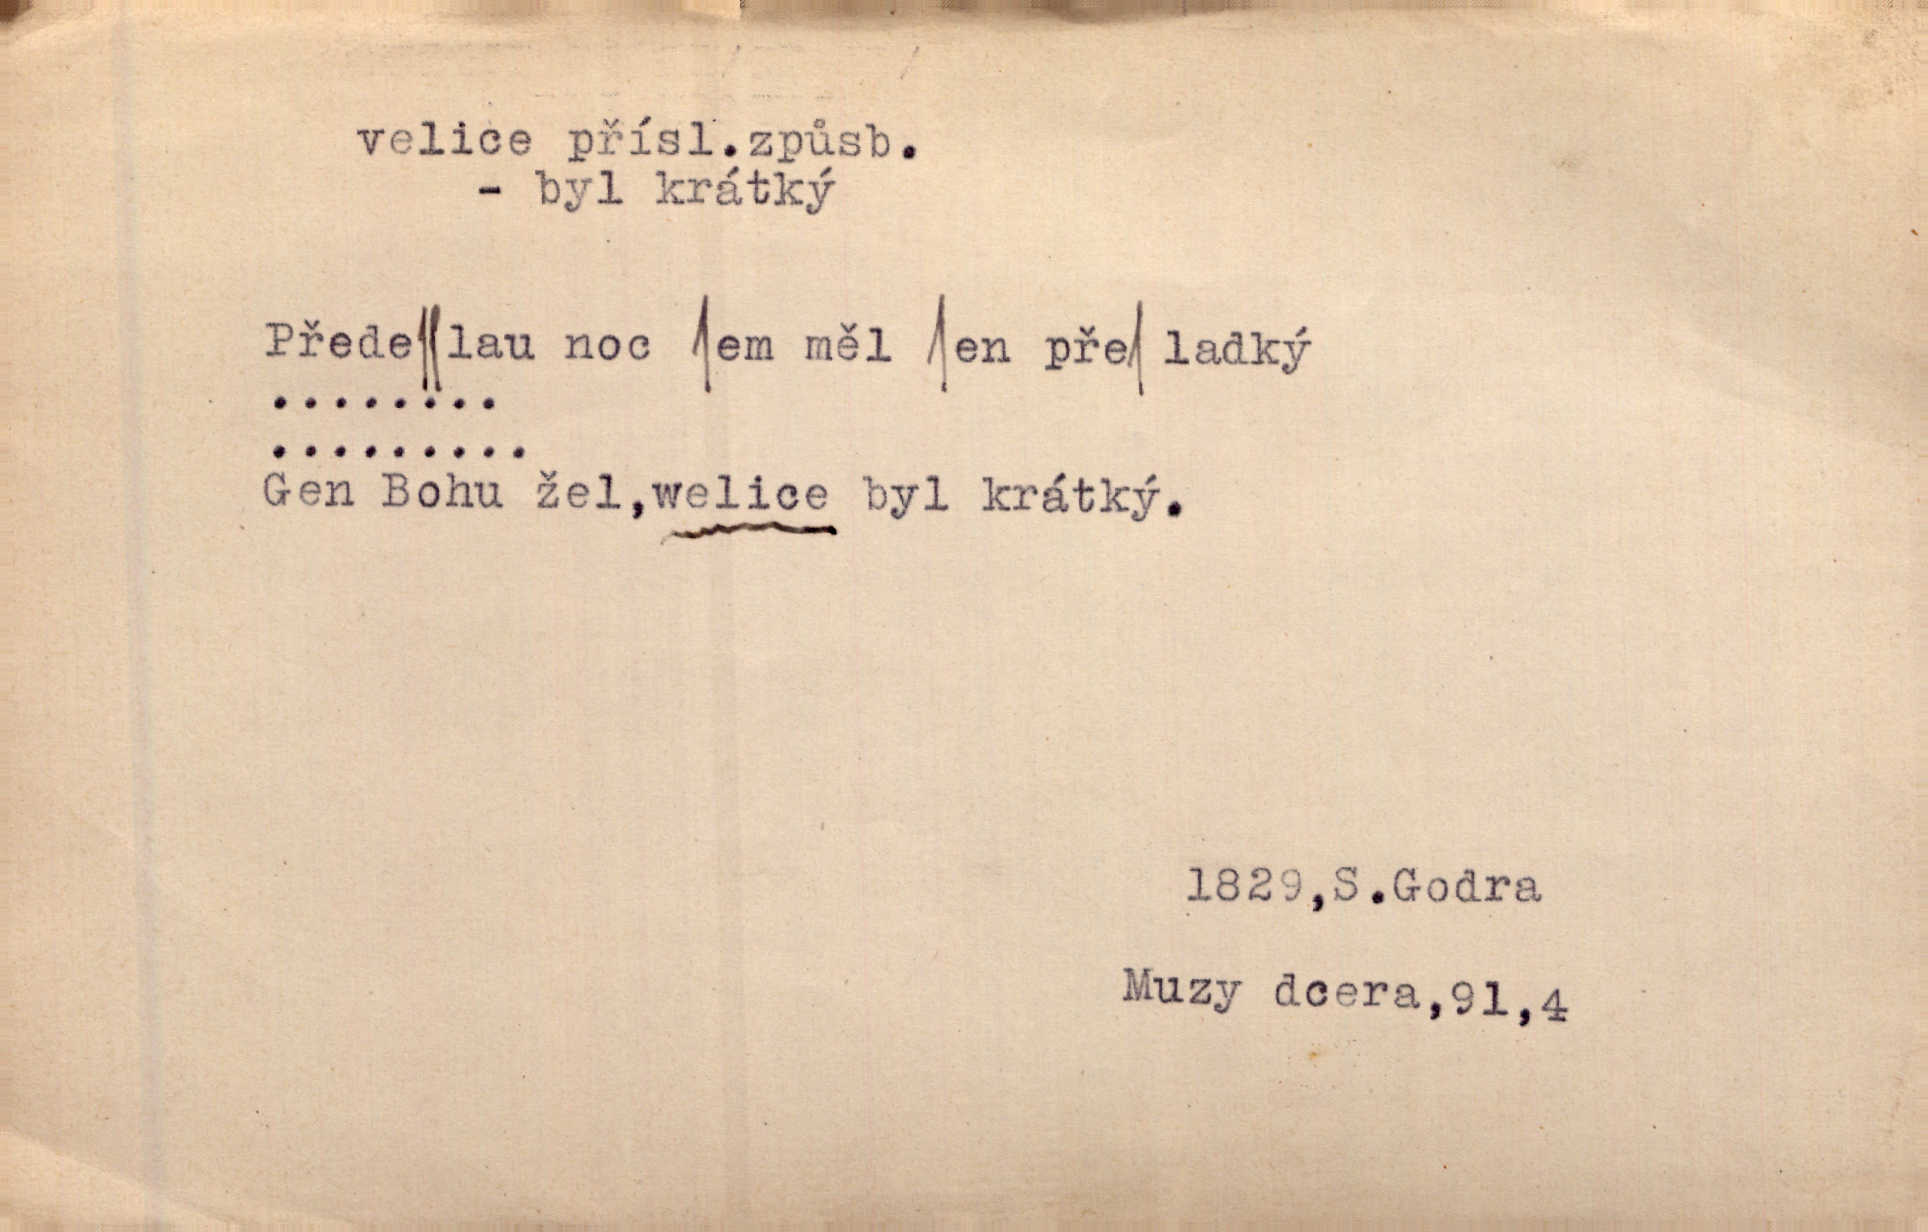 velice přísl.způsb.
- byl krátký
Předeſſlau noc ſem měl ſen přeſladký
........
.........
Gen Bohu žel,welice byl krátký.
1829,S.Godra
Muzy dcera,91,4